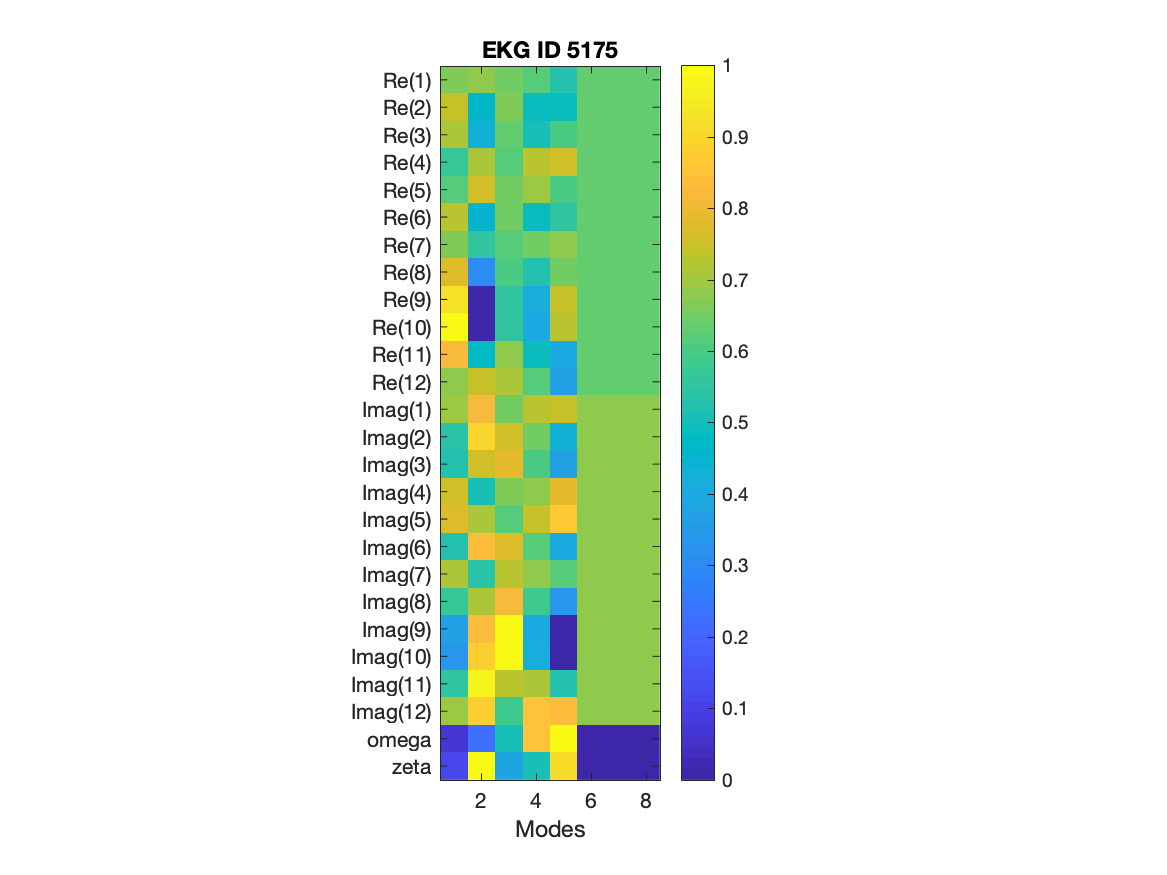 EKG ID 5175
Re(1)
Re(2)
Re(3)
Re(4)
Re(5)
Re(6)
Re(7)
Re(8)
Re(9)
Re(10)
Re(11)
Re(12)
Imag(1)
Imag(2)
Imag(3)
Imag(4)
Imag(5)
Imag(6)
Imag(7)
Imag(8)
Imag(9)
Imag(10)
Imag(11)
Imag(12)
omega
zeta
2 4 6 8
Modes
1
0.9
0.8
0.7
0.6
0.5
0.4
0.3
0.2
0.1
0